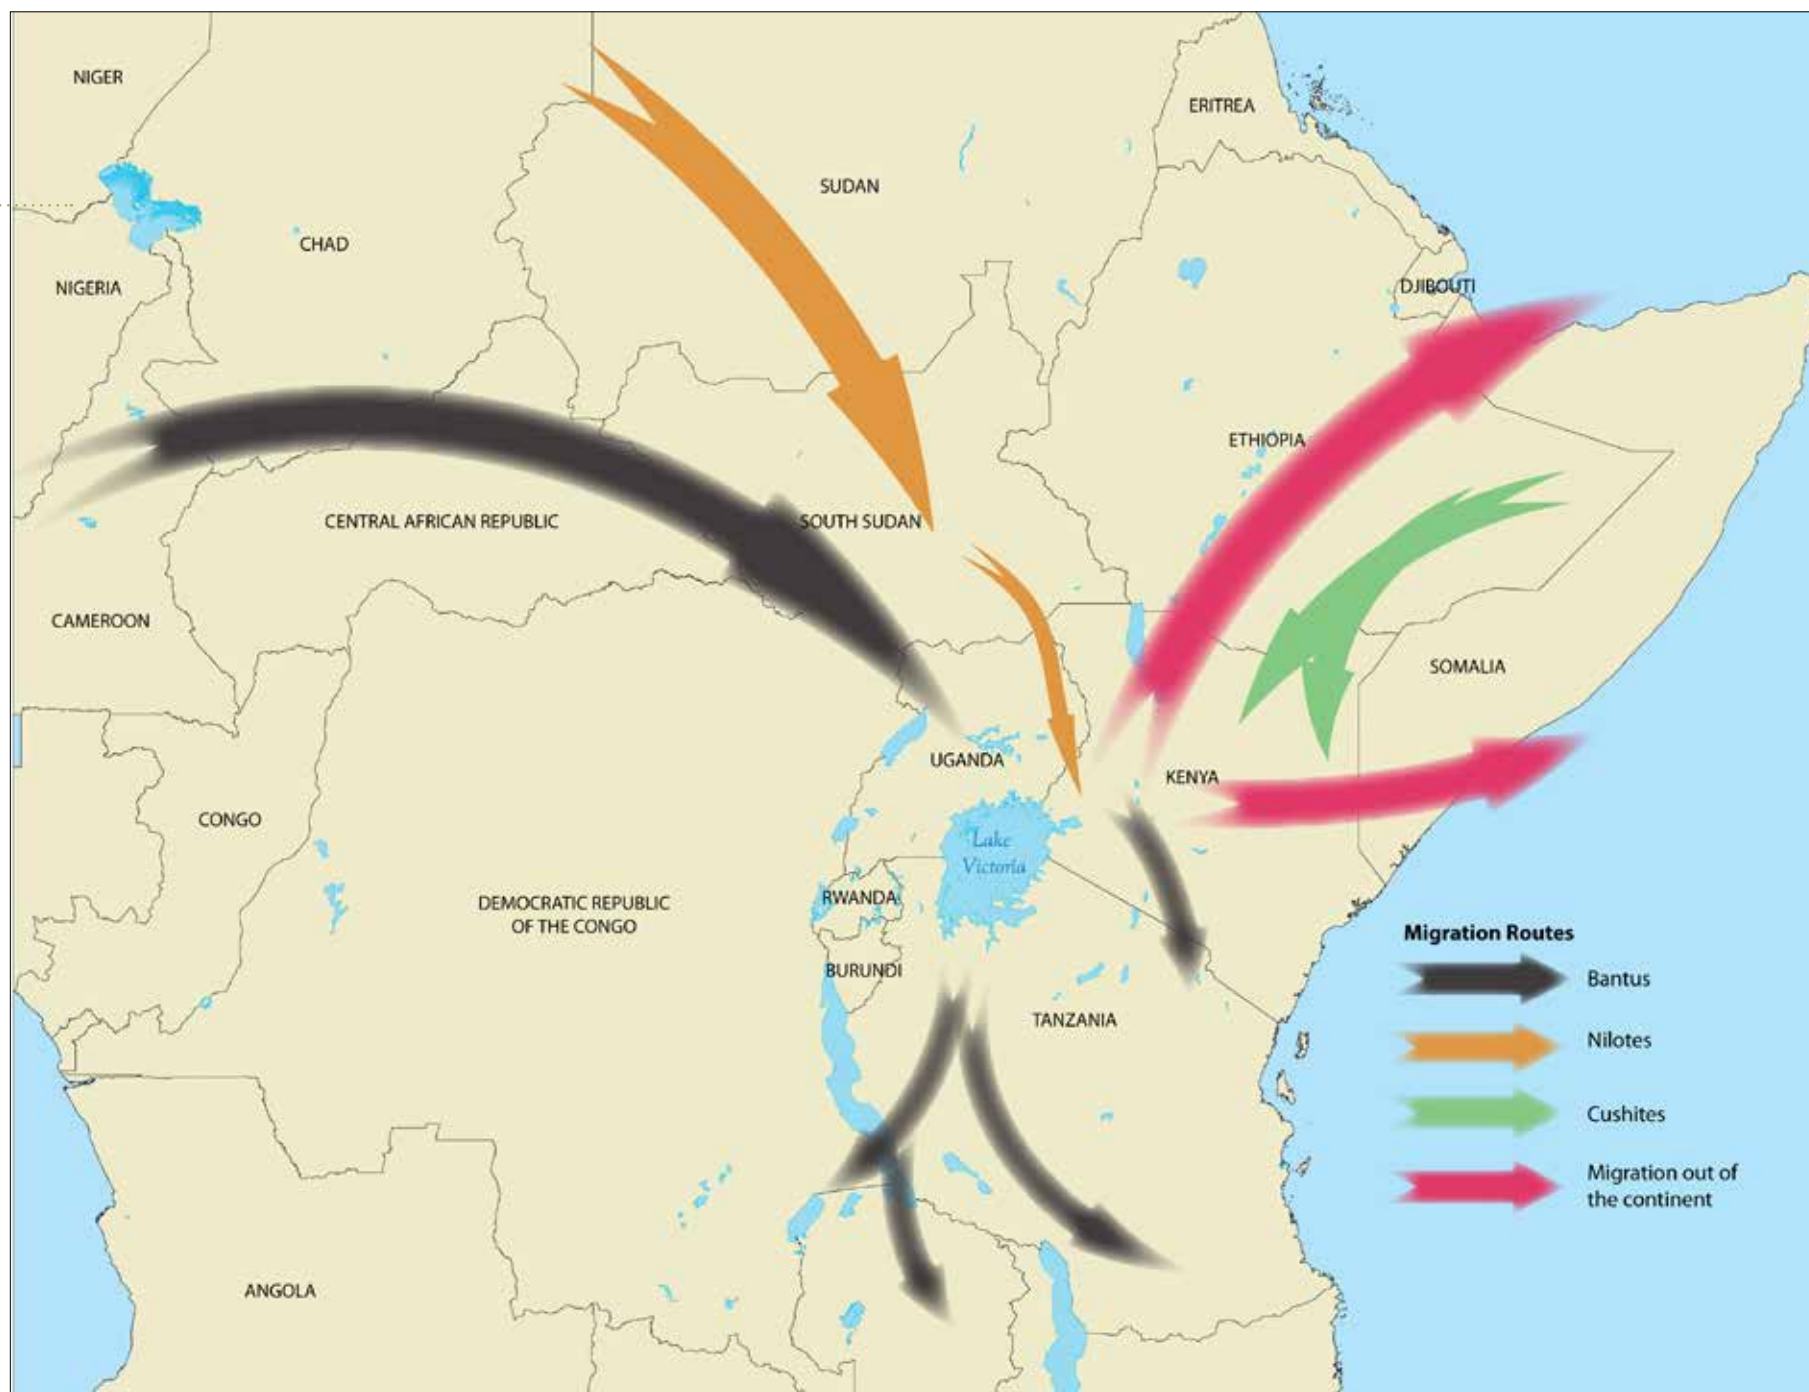 NIGER
ERITREA
SUDAN
CHAD
NIGERIA
DJIBOUTI
ETHIOPIA
CENTRAL AFRICAN REPUBLIC
SOUTH SUDAN
CAMEROON
SOMALIA
UGANDA
KENYA
CONGO
Lake
Victoria
RWANDA
DEMOCRATIC REPUBLIC
OF THE CONGO
BURUNDI
TANZANIA
ANGOLA
Migration Routes
Bantus
Nilotes
Cushites
Migration out of
the continent